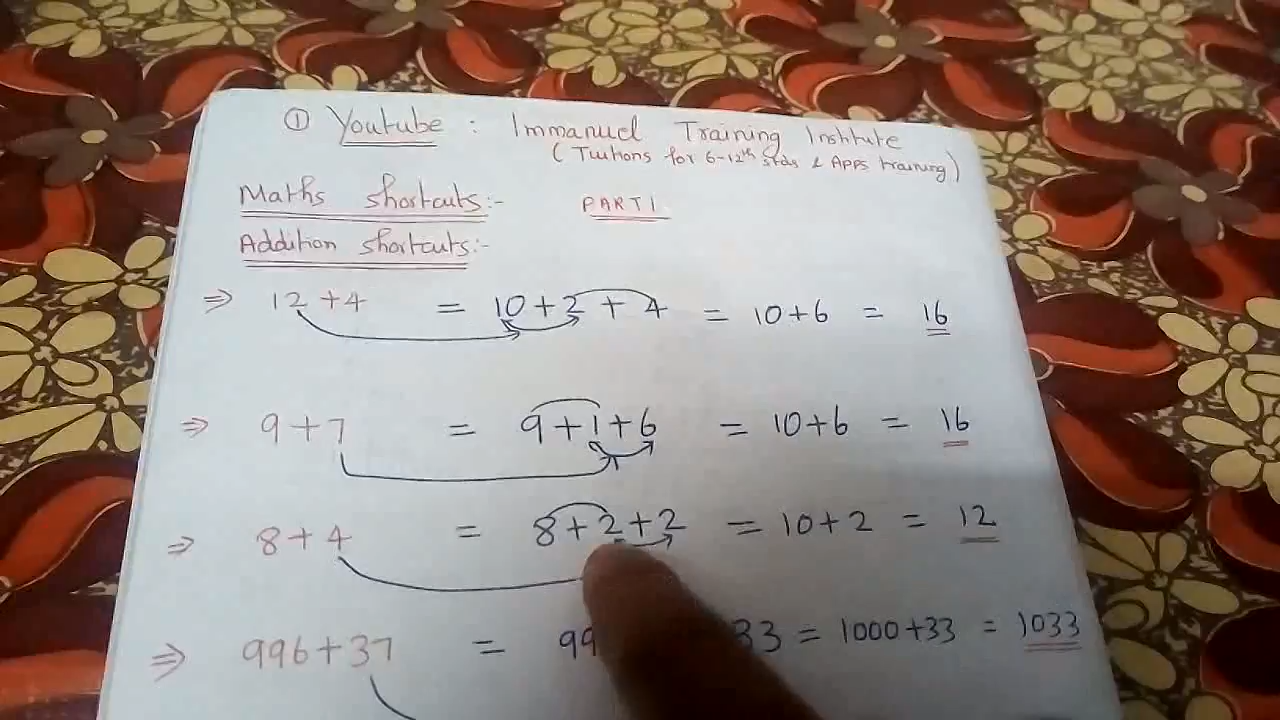 ① Youtube : Immanuel Training Institute
(Tuitions for 6-12th stds & Apps training)
Maths shortcuts:- PART 1
Addition shortcuts:-
⇒ 12 + 4 = 10 + 2 + 4 = 10 + 6 = 16
⇒ 9 + 7 = 9 + 1 + 6 = 10 + 6 = 16
⇒ 8 + 4 = 8 + 2 + 2 = 10 + 2 = 12
⇒ 996 + 37 = 99 33 = 1000 + 33 = 1033